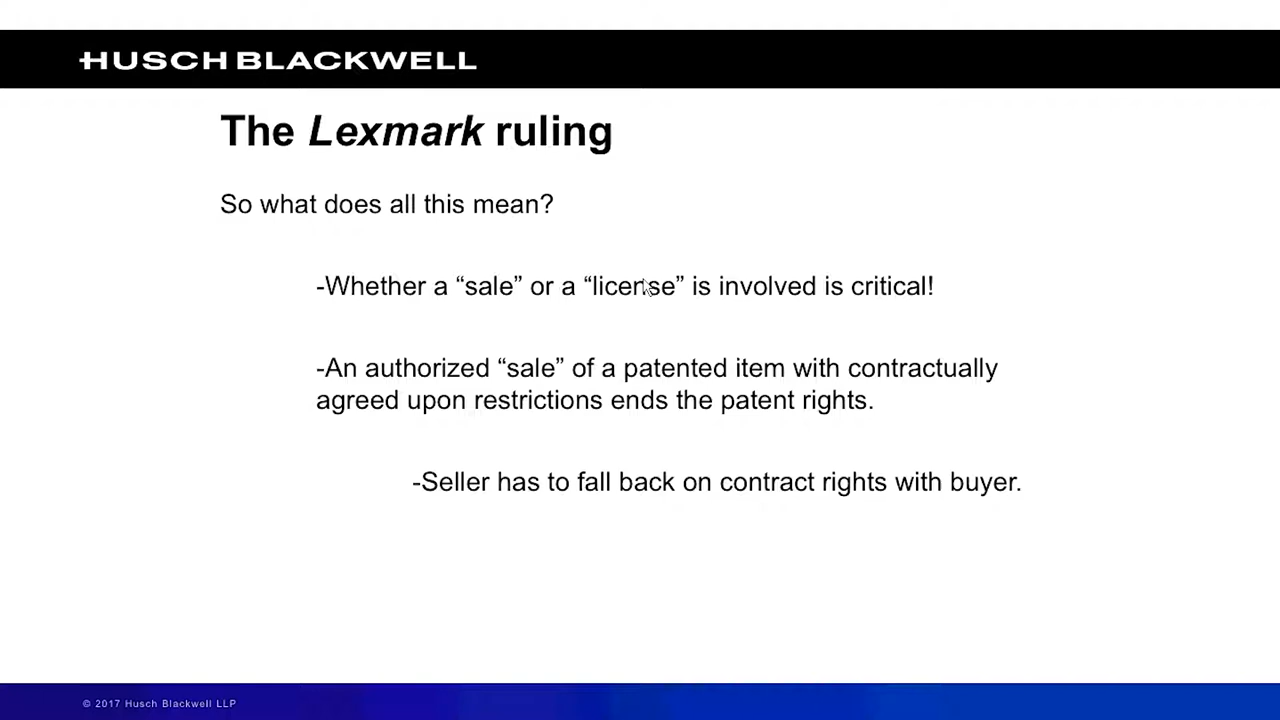 HUSCH BLACKWELL
The Lexmark ruling
So what does all this mean?
-Whether a “sale” or a “license” is involved is critical!
-An authorized “sale” of a patented item with contractually
agreed upon restrictions ends the patent rights.
-Seller has to fall back on contract rights with buyer.
© 2017 Husch Blackwell LLP